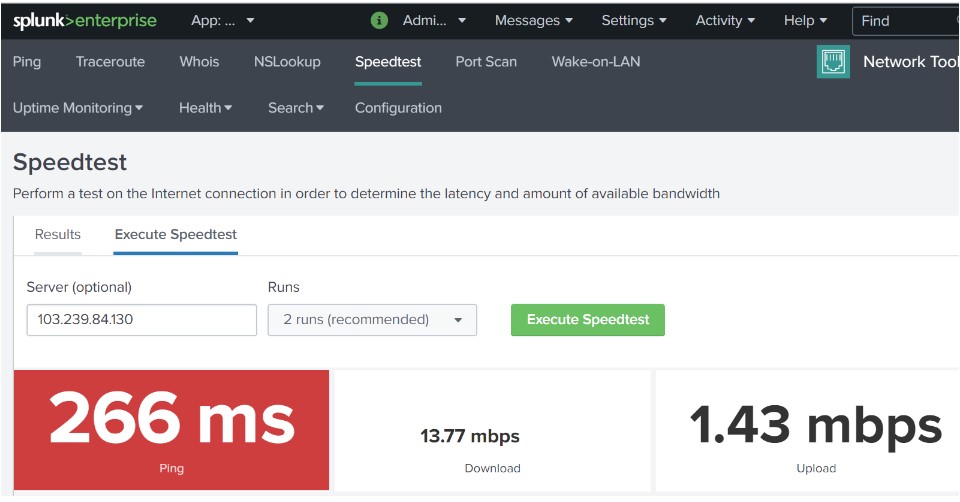 splunk>enterprise App: ... ▾ i Admi... ▾ Messages ▾ Settings ▾ Activity ▾ Help ▾ Find
Ping Traceroute Whois NSLookup Speedtest Port Scan Wake-on-LAN Network Tool
Uptime Monitoring ▾ Health ▾ Search ▾ Configuration
Speedtest
Perform a test on the Internet connection in order to determine the latency and amount of available bandwidth
Results Execute Speedtest
Server (optional) Runs
103.239.84.130 2 runs (recommended) ▾ Execute Speedtest
266 ms 13.77 mbps 1.43 mbps
Ping Download Upload